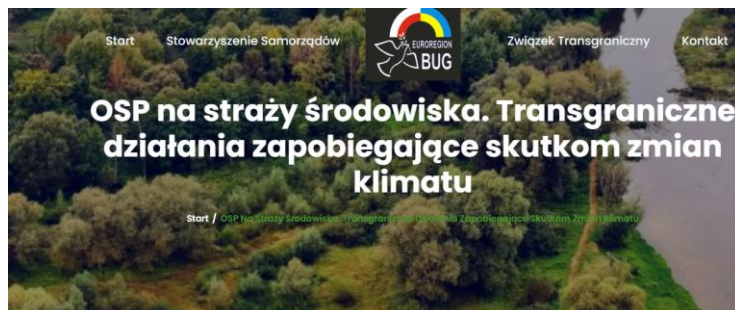 Start Stowarzyszenie Samorządów EUROREGION BUG Związek Transgraniczny Kontakt
OSP na straży środowiska. Transgraniczne
działania zapobiegające skutkom zmian
klimatu
Start / OSP Na Straży Środowiska. Transgraniczne Działania Zapobiegające Skutkom Zmian Klimatu